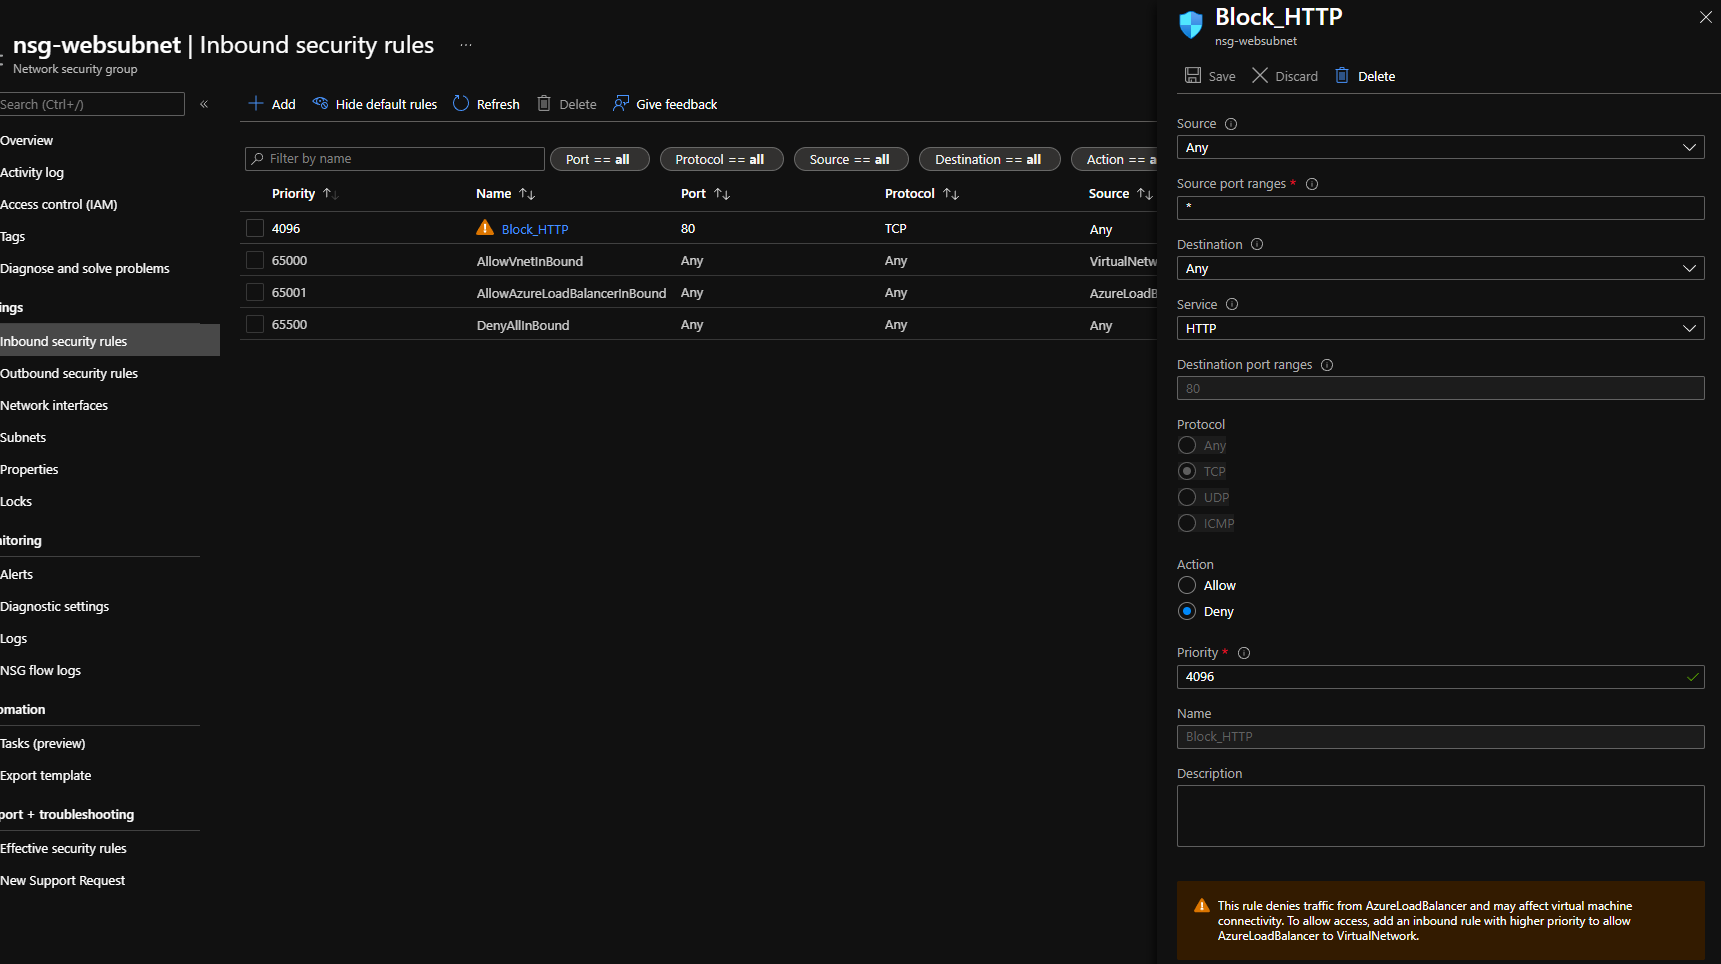 nsg-websubnet | Inbound security rules ...
Network security group
Search (Ctrl+/)
«
Overview
Activity log
Access control (IAM)
Tags
Diagnose and solve problems
ings
Inbound security rules
Outbound security rules
Network interfaces
Subnets
Properties
Locks
nitoring
Alerts
Diagnostic settings
Logs
NSG flow logs
omation
Tasks (preview)
Export template
port + troubleshooting
Effective security rules
New Support Request
Add Hide default rules Refresh Delete Give feedback
Filter by name Port == all Protocol == all Source == all Destination == all Action == a
Priority Name Port Protocol Source
4096 Block_HTTP 80 TCP Any
65000 AllowVnetInBound Any Any VirtualNetw
65001 AllowAzureLoadBalancerInBound Any Any AzureLoadB
65500 DenyAllInBound Any Any Any
Block_HTTP
nsg-websubnet
Save Discard Delete
Source
Any
Source port ranges *
*
Destination
Any
Service
HTTP
Destination port ranges
80
Protocol
Any
TCP
UDP
ICMP
Action
Allow
Deny
Priority *
4096
Name
Block_HTTP
Description
This rule denies traffic from AzureLoadBalancer and may affect virtual machine
connectivity. To allow access, add an inbound rule with higher priority to allow
AzureLoadBalancer to VirtualNetwork.